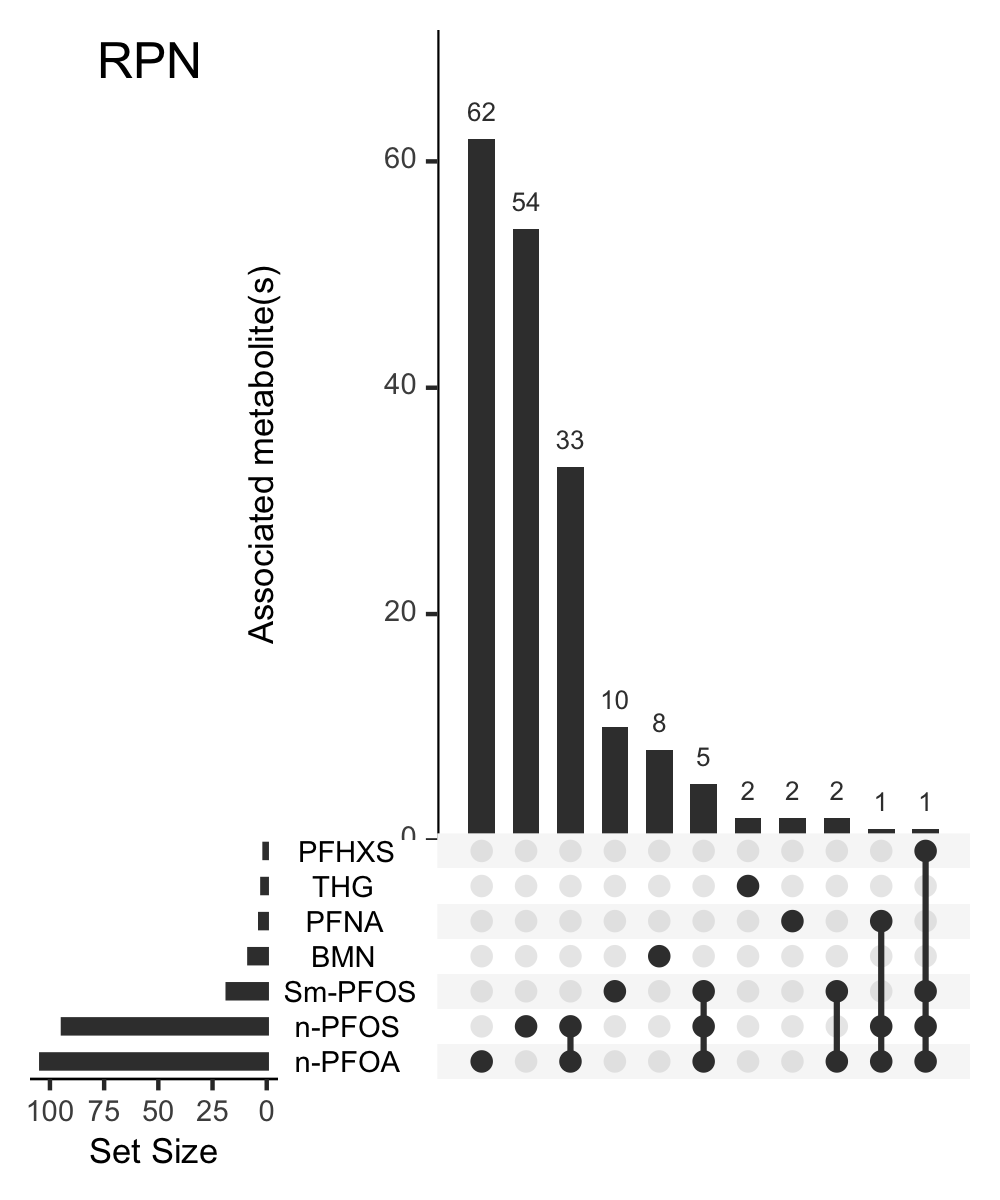 RPN
Associated metabolite(s)
60
40
20
0
62
54
33
10
8
5
2
2
2
1
1
PFHXS
THG
PFNA
BMN
Sm-PFOS
n-PFOS
n-PFOA
100 75 50 25 0
Set Size